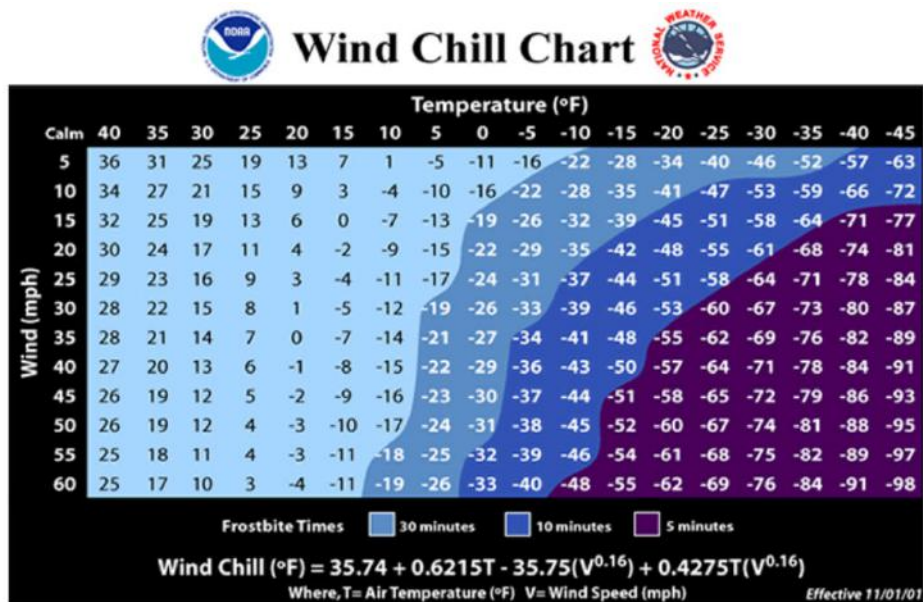 NOAA
Wind Chill Chart
NATIONAL WEATHER SERVICE
Temperature (ºF)
Calm 40 35 30 25 20 15 10 5 0 -5 -10 -15 -20 -25 -30 -35 -40 -45
5 36 31 25 19 13 7 1 -5 -11 -16 -22 -28 -34 -40 -46 -52 -57 -63
10 34 27 21 15 9 3 -4 -10 -16 -22 -28 -35 -41 -47 -53 -59 -66 -72
15 32 25 19 13 6 0 -7 -13 -19 -26 -32 -39 -45 -51 -58 -64 -71 -77
20 30 24 17 11 4 -2 -9 -15 -22 -29 -35 -42 -48 -55 -61 -68 -74 -81
25 29 23 16 9 3 -4 -11 -17 -24 -31 -37 -44 -51 -58 -64 -71 -78 -84
30 28 22 15 8 1 -5 -12 -19 -26 -33 -39 -46 -53 -60 -67 -73 -80 -87
35 28 21 14 7 0 -7 -14 -21 -27 -34 -41 -48 -55 -62 -69 -76 -82 -89
40 27 20 13 6 -1 -8 -15 -22 -29 -36 -43 -50 -57 -64 -71 -78 -84 -91
45 26 19 12 5 -2 -9 -16 -23 -30 -37 -44 -51 -58 -65 -72 -79 -86 -93
50 26 19 12 4 -3 -10 -17 -24 -31 -38 -45 -52 -60 -67 -74 -81 -88 -95
55 25 18 11 4 -3 -11 -18 -25 -32 -39 -46 -54 -61 -68 -75 -82 -89 -97
60 25 17 10 3 -4 -11 -19 -26 -33 -40 -48 -55 -62 -69 -76 -84 -91 -98
Wind (mph)
Frostbite Times 30 minutes 10 minutes 5 minutes
Wind Chill (ºF) = 35.74 + 0.6215T - 35.75(V^0.16) + 0.4275T(V^0.16)
Where, T= Air Temperature (ºF) V= Wind Speed (mph)
Effective 11/01/01